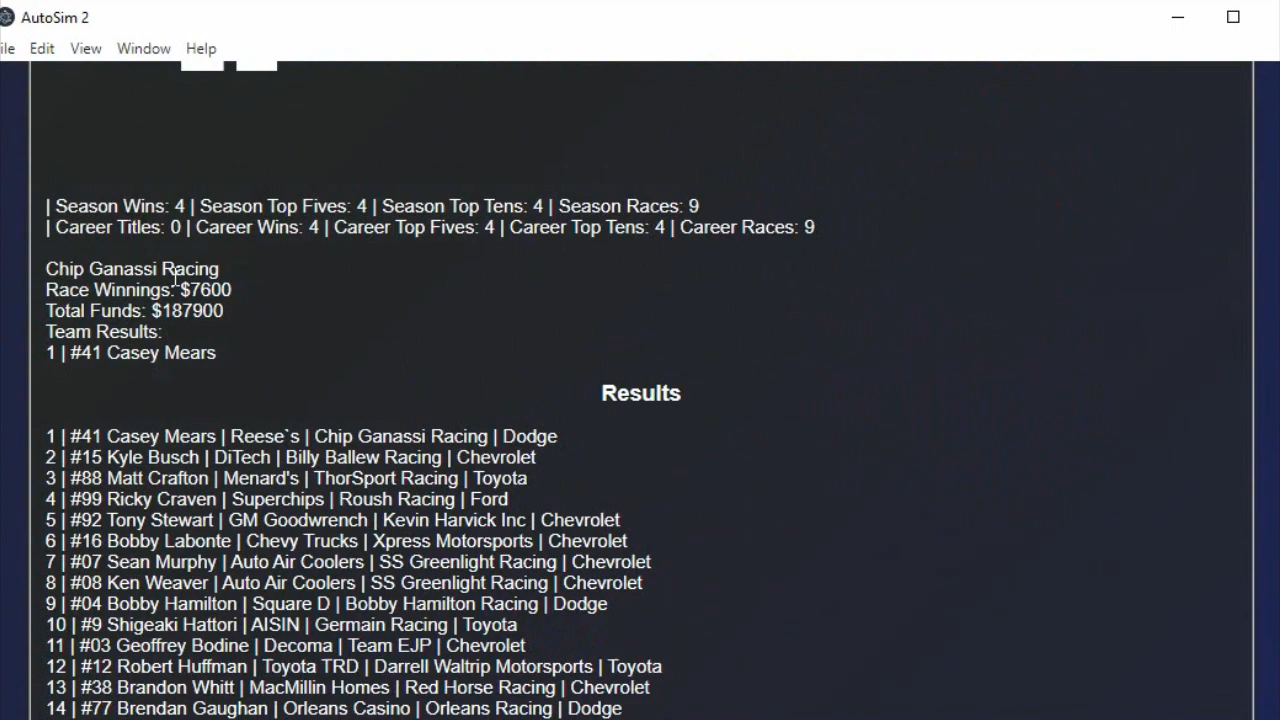 AutoSim 2
ile Edit View Window Help
| Season Wins: 4 | Season Top Fives: 4 | Season Top Tens: 4 | Season Races: 9
| Career Titles: 0 | Career Wins: 4 | Career Top Fives: 4 | Career Top Tens: 4 | Career Races: 9
Chip Ganassi Racing
Race Winnings: $7600
Total Funds: $187900
Team Results:
1 | #41 Casey Mears
Results
1 | #41 Casey Mears | Reese`s | Chip Ganassi Racing | Dodge
2 | #15 Kyle Busch | DiTech | Billy Ballew Racing | Chevrolet
3 | #88 Matt Crafton | Menard's | ThorSport Racing | Toyota
4 | #99 Ricky Craven | Superchips | Roush Racing | Ford
5 | #92 Tony Stewart | GM Goodwrench | Kevin Harvick Inc | Chevrolet
6 | #16 Bobby Labonte | Chevy Trucks | Xpress Motorsports | Chevrolet
7 | #07 Sean Murphy | Auto Air Coolers | SS Greenlight Racing | Chevrolet
8 | #08 Ken Weaver | Auto Air Coolers | SS Greenlight Racing | Chevrolet
9 | #04 Bobby Hamilton | Square D | Bobby Hamilton Racing | Dodge
10 | #9 Shigeaki Hattori | AISIN | Germain Racing | Toyota
11 | #03 Geoffrey Bodine | Decoma | Team EJP | Chevrolet
12 | #12 Robert Huffman | Toyota TRD | Darrell Waltrip Motorsports | Toyota
13 | #38 Brandon Whitt | MacMillin Homes | Red Horse Racing | Chevrolet
14 | #77 Brendan Gaughan | Orleans Casino | Orleans Racing | Dodge